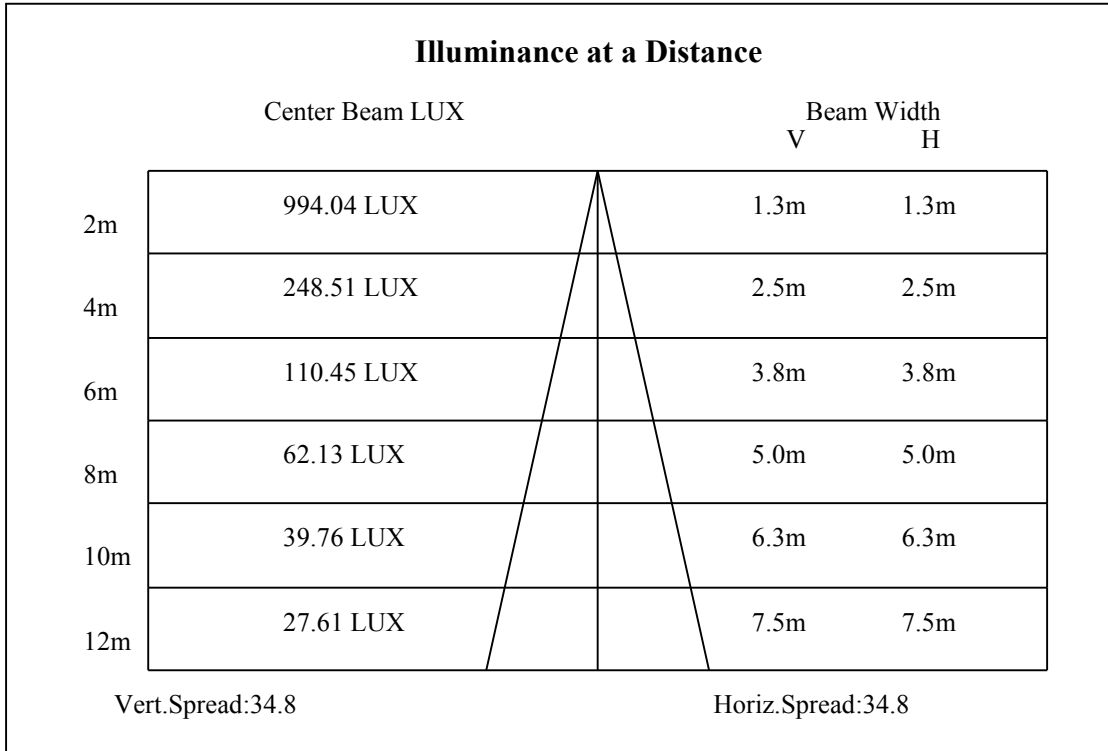 Illuminance at a Distance
Center Beam LUX Beam Width
V H
2m 994.04 LUX 1.3m 1.3m
4m 248.51 LUX 2.5m 2.5m
6m 110.45 LUX 3.8m 3.8m
8m 62.13 LUX 5.0m 5.0m
10m 39.76 LUX 6.3m 6.3m
12m 27.61 LUX 7.5m 7.5m
Vert.Spread:34.8 Horiz.Spread:34.8